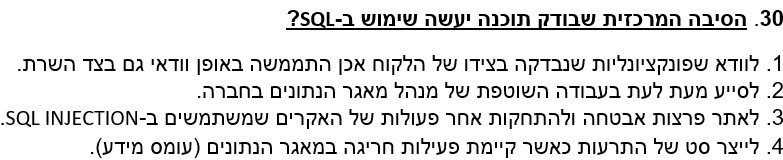 30. הסיבה המרכזית שבודק תוכנה יעשה שימוש ב-SQL?
1. לוודא שפונקציונליות שנבדקה בצידו של הלקוח אכן התממשה באופן וודאי גם בצד השרת.
2. לסייע מעת לעת בעבודה השוטפת של מנהל מאגר הנתונים בחברה.
3. לאתר פרצות אבטחה ולהתחקות אחר פעולות של האקרים שמשתמשים ב-SQL INJECTION.
4. לייצר סט של התרעות כאשר קיימת פעילות חריגה במאגר הנתונים (עומס מידע).